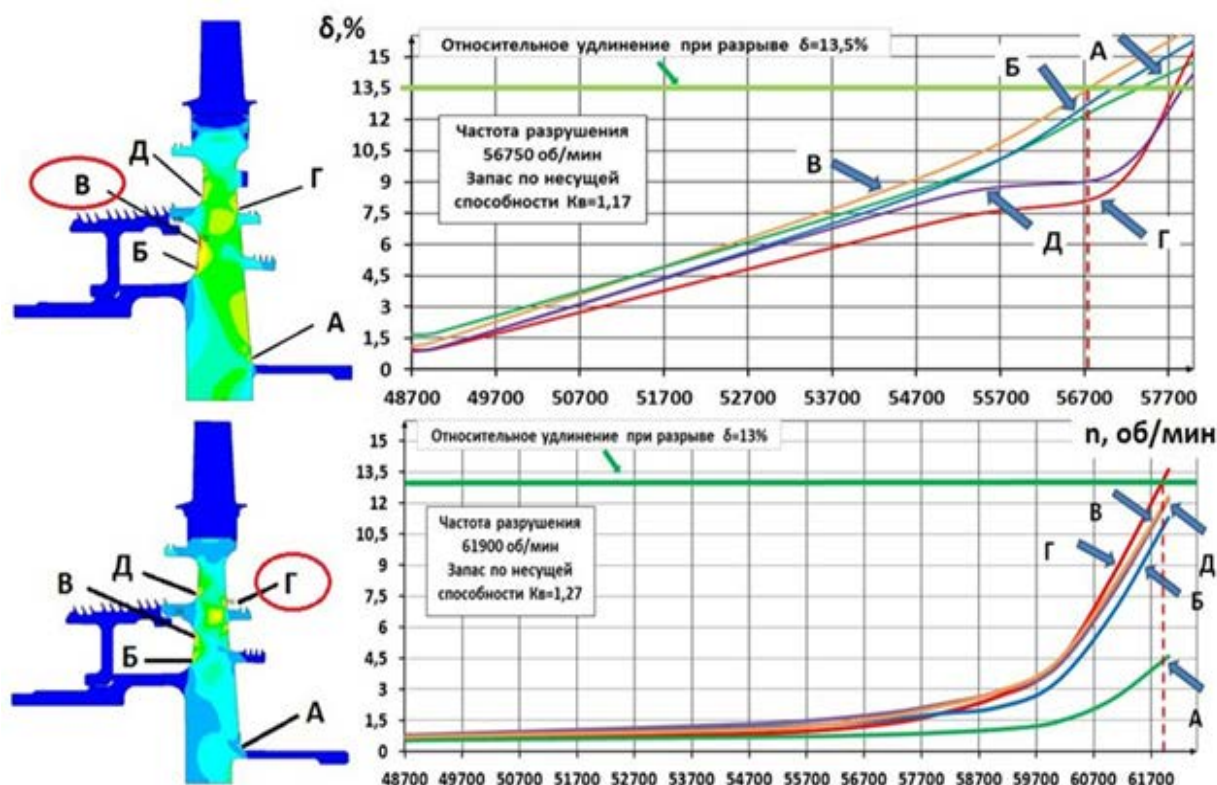 δ,%
Относительное удлинение при разрыве δ=13,5%
15
13,5
12
10,5
9
7,5
6
4,5
3
1,5
0
Частота разрушения
56750 об/мин
Запас по несущей
способности Кв=1,17
А
Б
В
Д
Г
48700 49700 50700 51700 52700 53700 54700 55700 56700 57700
Д
В
Г
Б
А
n, об/мин
Относительное удлинение при разрыве δ=13%
15
13,5
12
10,5
9
7,5
6
4,5
3
1,5
0
Частота разрушения
61900 об/мин
Запас по несущей
способности Кв=1,27
В
Г
Д
Б
А
48700 49700 50700 51700 52700 53700 54700 55700 56700 57700 58700 59700 60700 61700
Д
В
Г
Б
А